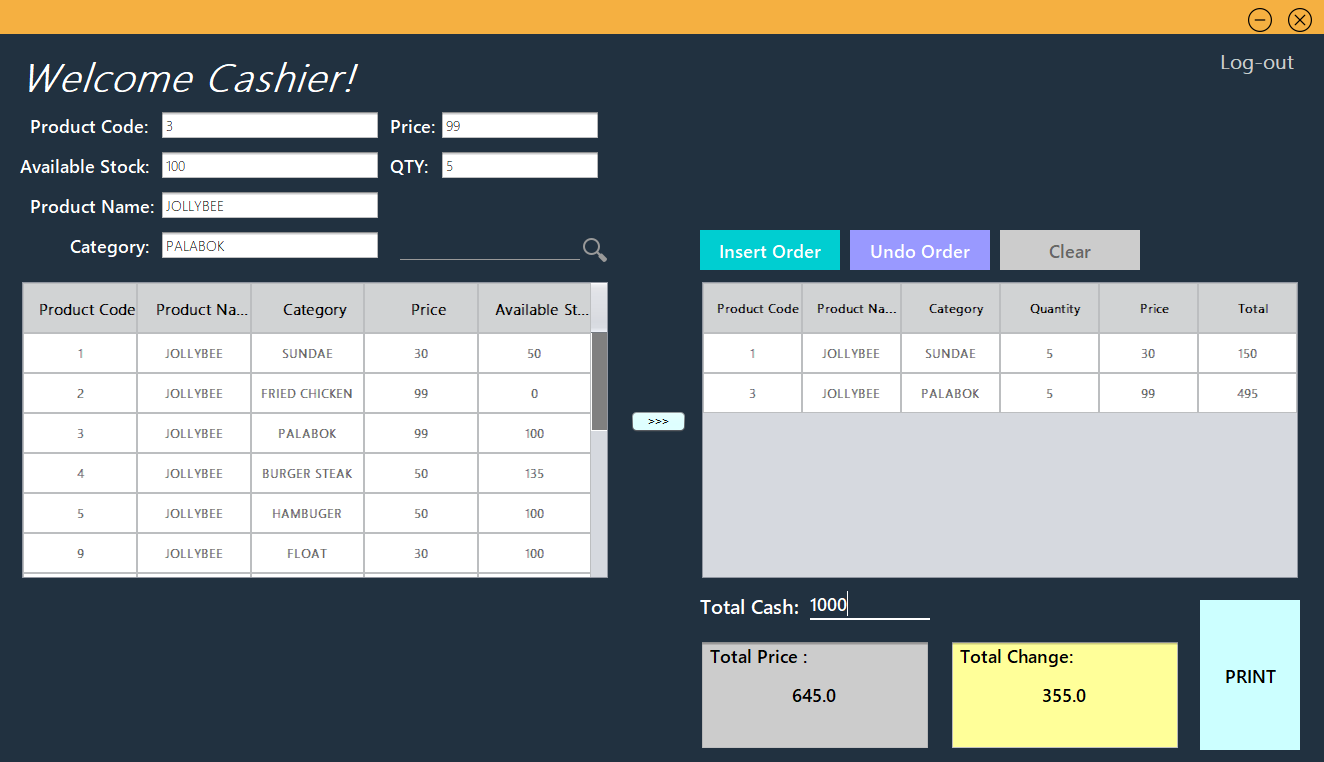 Log-out
Welcome Cashier!
Product Code: 3 Price: 99
Available Stock: 100 QTY: 5
Product Name: JOLLYBEE
Category: PALABOK
Insert Order Undo Order Clear
Product Code Product Na... Category Price Available St...
1 JOLLYBEE SUNDAE 30 50
2 JOLLYBEE FRIED CHICKEN 99 0
3 JOLLYBEE PALABOK 99 100
4 JOLLYBEE BURGER STEAK 50 135
5 JOLLYBEE HAMBUGER 50 100
9 JOLLYBEE FLOAT 30 100
>>>
Product Code Product Na... Category Quantity Price Total
1 JOLLYBEE SUNDAE 5 30 150
3 JOLLYBEE PALABOK 5 99 495
Total Cash: 1000
Total Price :
645.0
Total Change:
355.0
PRINT